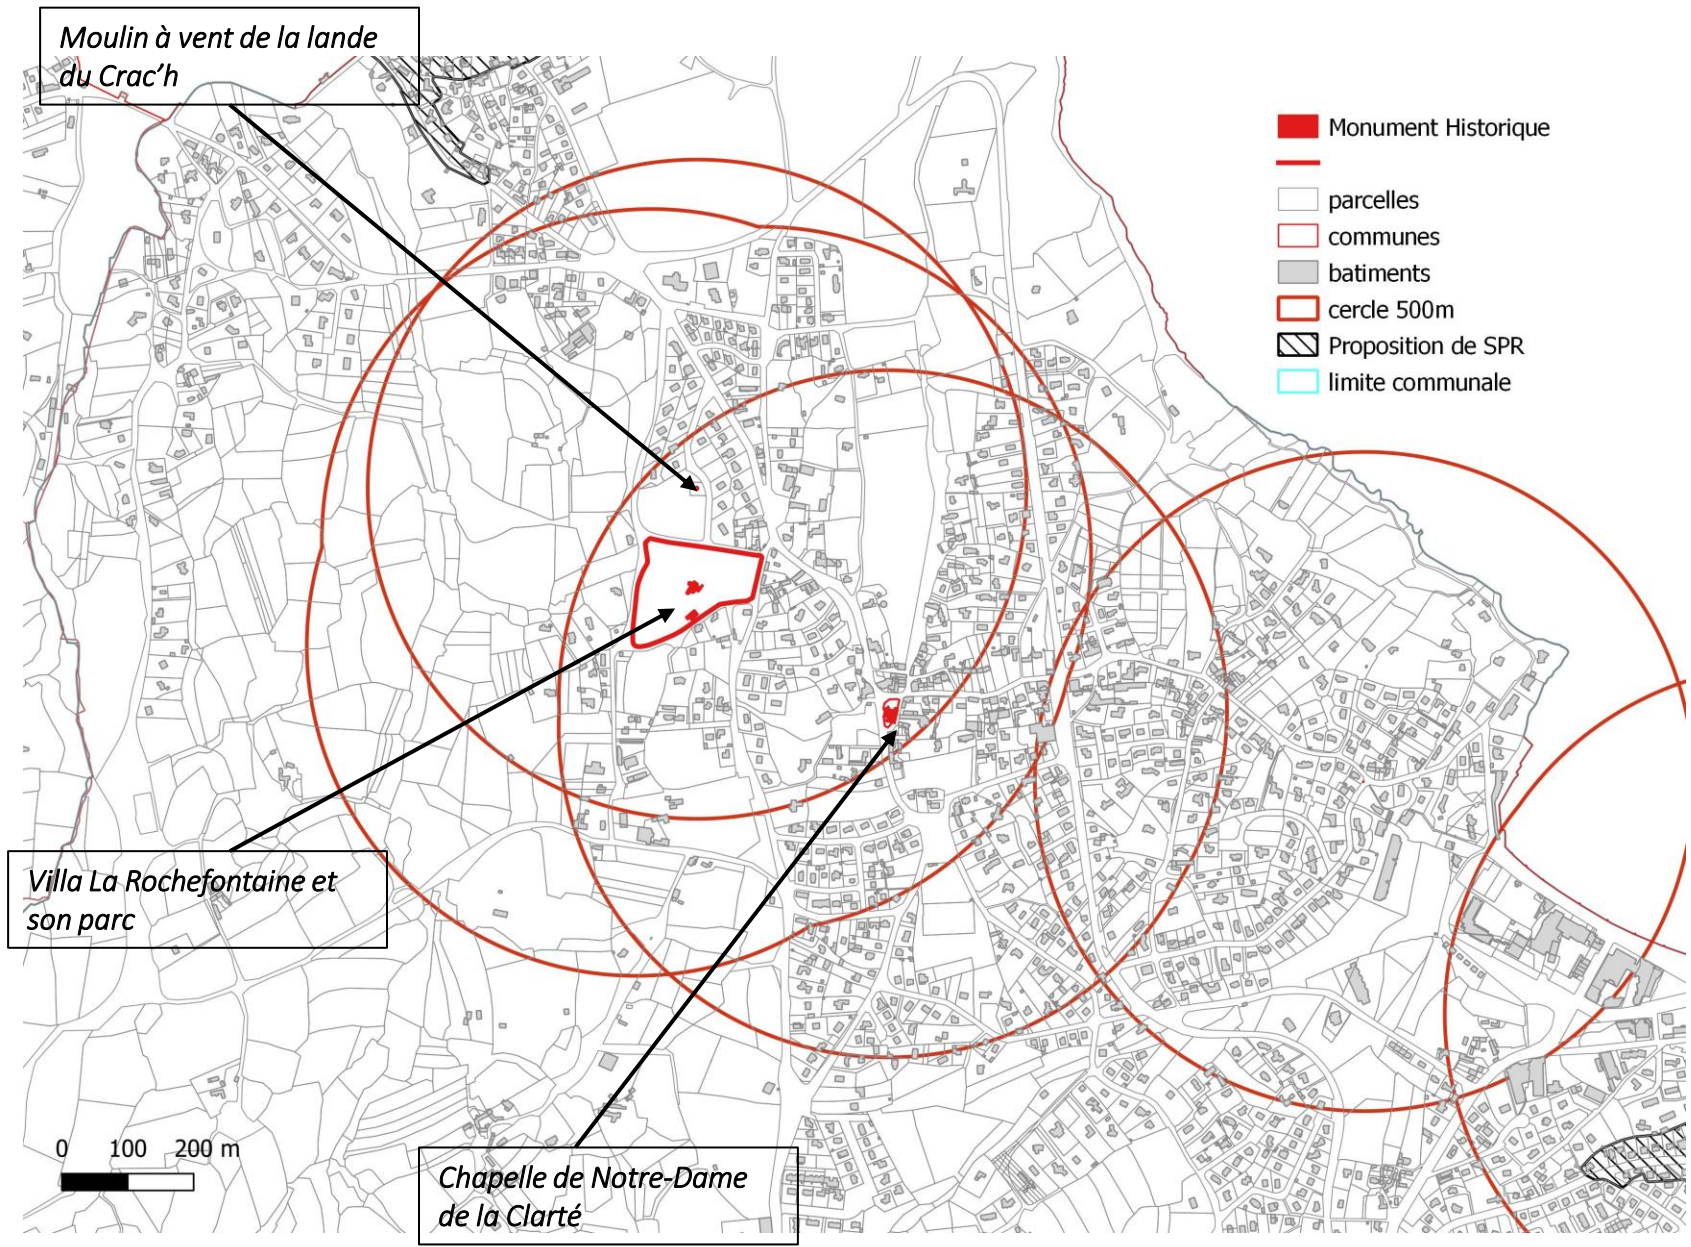 Moulin à vent de la lande
du Crac’h
Monument Historique
parcelles
communes
batiments
cercle 500m
Proposition de SPR
limite communale
Villa La Rochefontaine et
son parc
0 100 200 m
Chapelle de Notre-Dame
de la Clarté